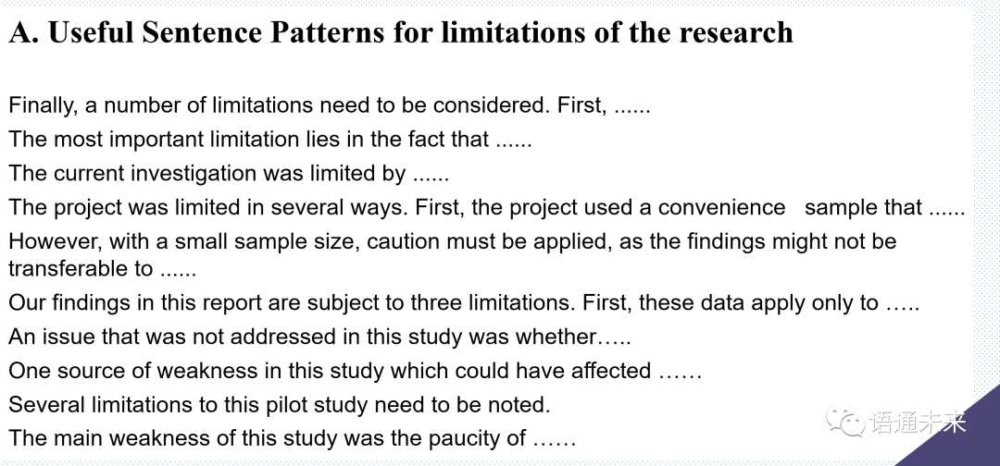 A. Useful Sentence Patterns for limitations of the research
Finally, a number of limitations need to be considered. First, ......
The most important limitation lies in the fact that ......
The current investigation was limited by ......
The project was limited in several ways. First, the project used a convenience sample that ......
However, with a small sample size, caution must be applied, as the findings might not be
transferable to ......
Our findings in this report are subject to three limitations. First, these data apply only to …..
An issue that was not addressed in this study was whether…..
One source of weakness in this study which could have affected ……
Several limitations to this pilot study need to be noted.
The main weakness of this study was the paucity of ……
语通未来